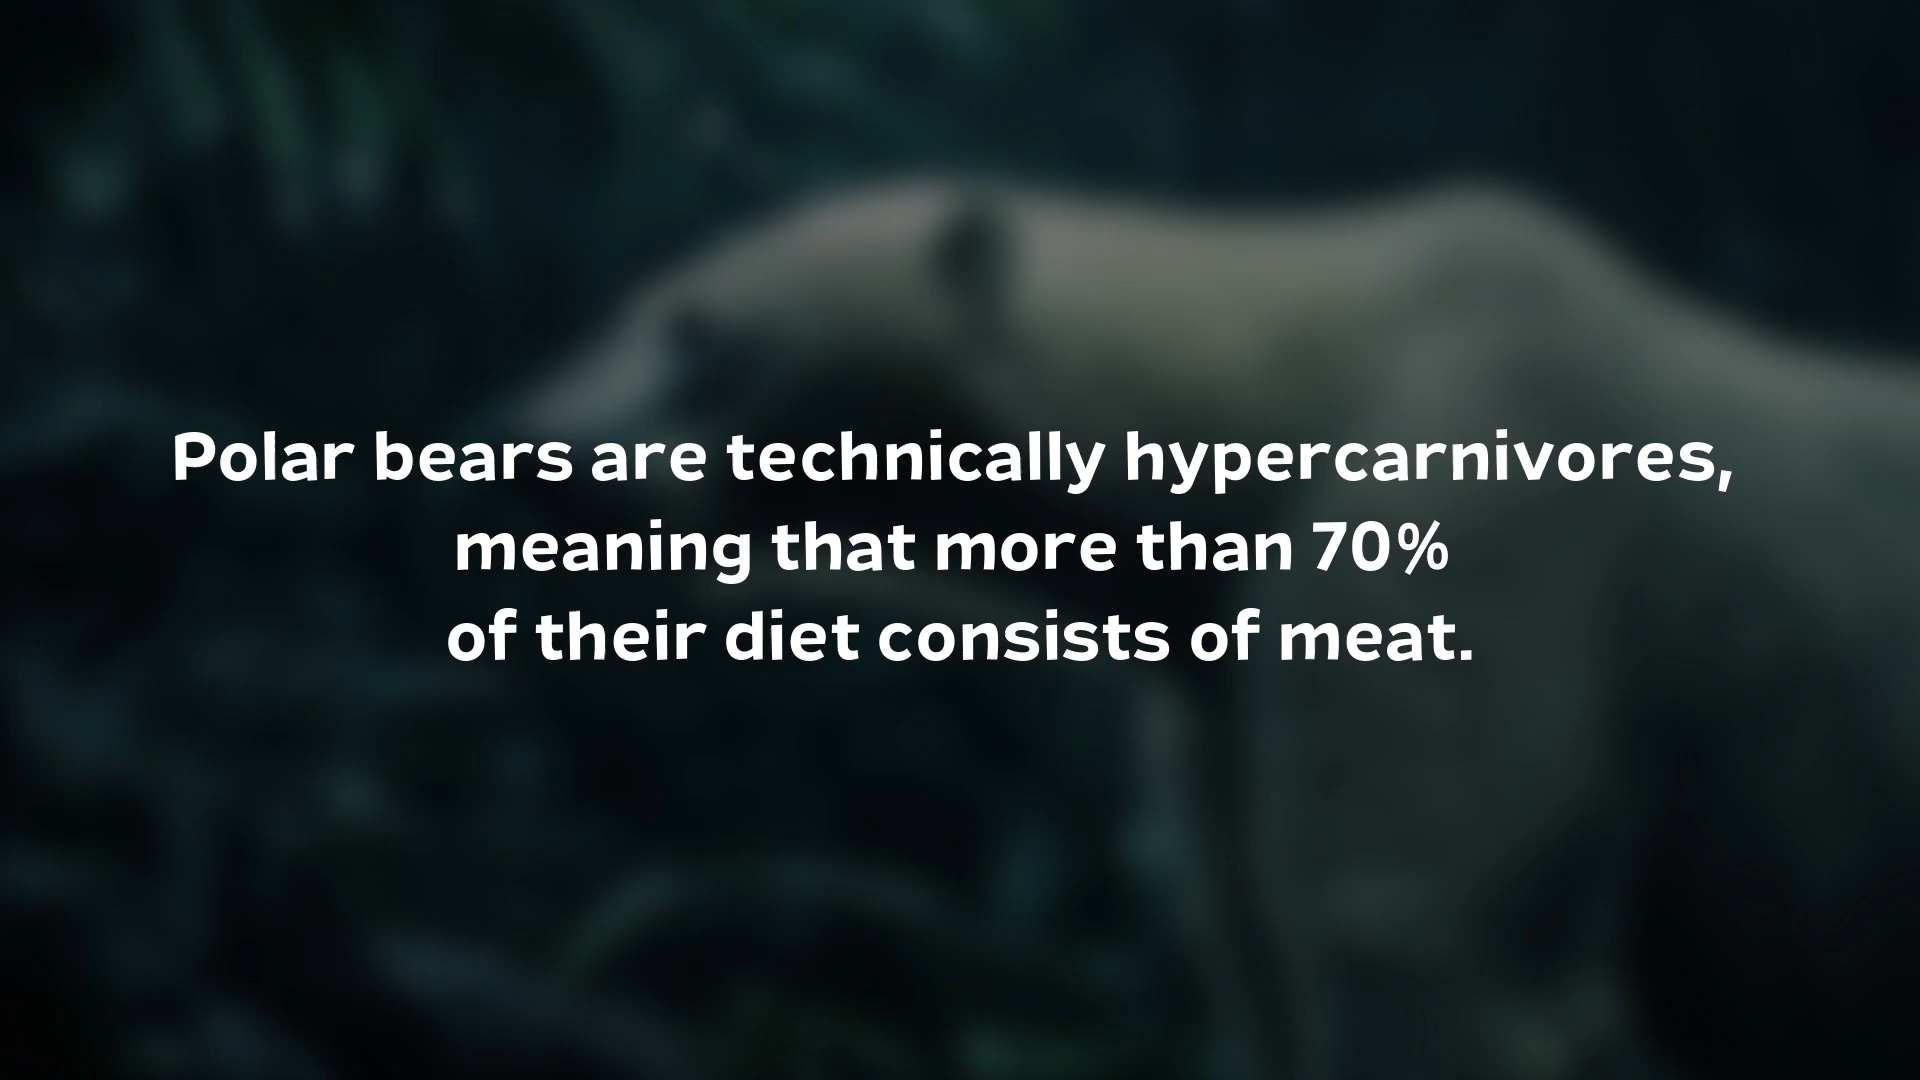 Polar bears are technically hypercarnivores,
meaning that more than 70%
of their diet consists of meat.